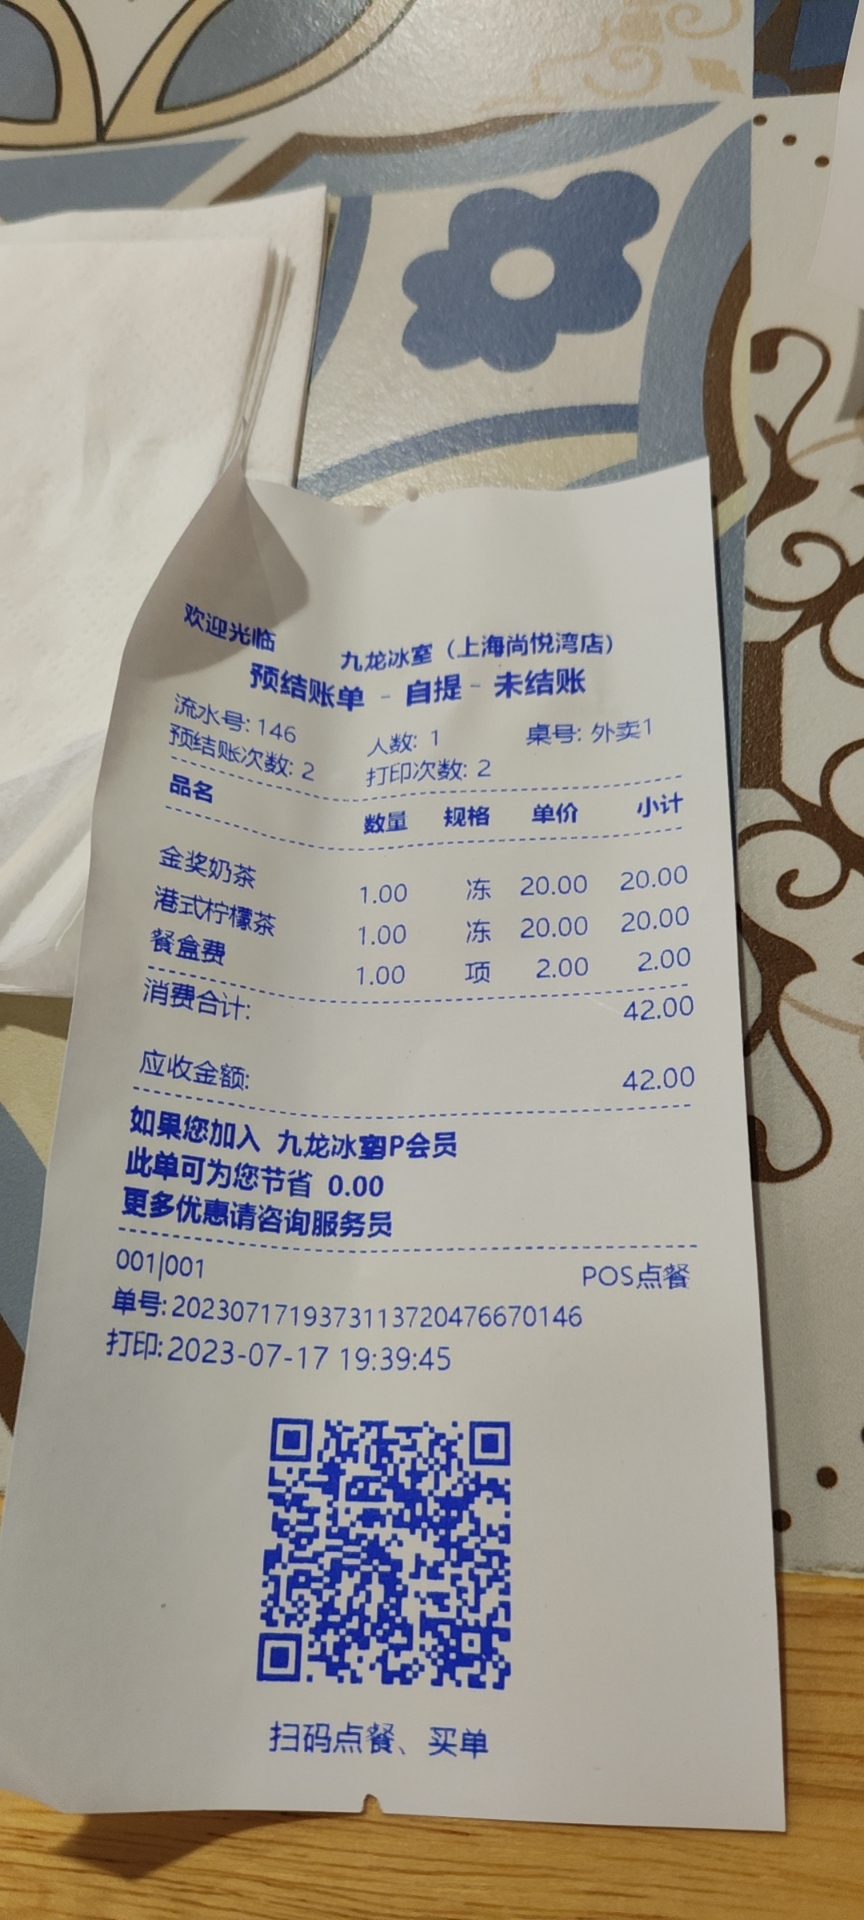 欢迎光临 九龙冰室（上海尚悦湾店）
预结账单 - 自提 - 未结账
流水号: 146 人数: 1 桌号: 外卖1
预结账次数: 2 打印次数: 2
品名 数量 规格 单价 小计
金奖奶茶 1.00 冻 20.00 20.00
港式柠檬茶 1.00 冻 20.00 20.00
餐盒费 1.00 项 2.00 2.00
消费合计: 42.00
应收金额: 42.00
如果您加入 九龙冰室P会员
此单可为您节省 0.00
更多优惠请咨询服务员
001|001 POS点餐
单号: 2023071719373113720476670146
打印: 2023-07-17 19:39:45
扫码点餐、买单